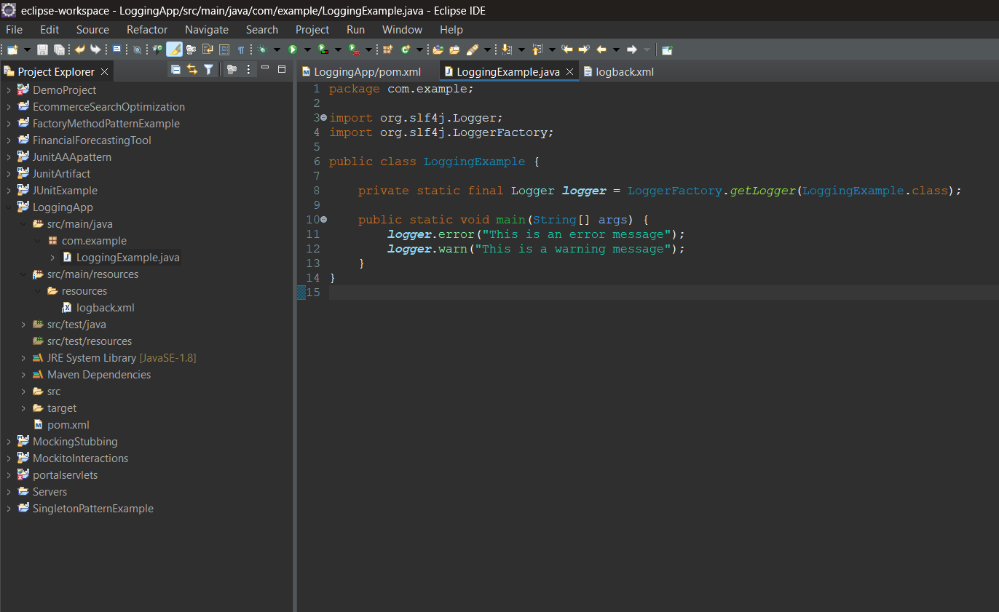 eclipse-workspace - LoggingApp/src/main/java/com/example/LoggingExample.java - Eclipse IDE
File Edit Source Refactor Navigate Search Project Run Window Help
Project Explorer
DemoProject
EcommerceSearchOptimization
FactoryMethodPatternExample
FinancialForecastingTool
JunitAAApattern
JunitArtifact
JUnitExample
LoggingApp
src/main/java
com.example
LoggingExample.java
src/main/resources
resources
logback.xml
src/test/java
src/test/resources
JRE System Library [JavaSE-1.8]
Maven Dependencies
src
target
pom.xml
MockingStubbing
MockitoInteractions
portalservlets
Servers
SingletonPatternExample
LoggingApp/pom.xml LoggingExample.java logback.xml
1 package com.example;
2
3 import org.slf4j.Logger;
4 import org.slf4j.LoggerFactory;
5
6 public class LoggingExample {
7
8 private static final Logger logger = LoggerFactory.getLogger(LoggingExample.class);
9
10 public static void main(String[] args) {
11 logger.error("This is an error message");
12 logger.warn("This is a warning message");
13 }
14 }
15